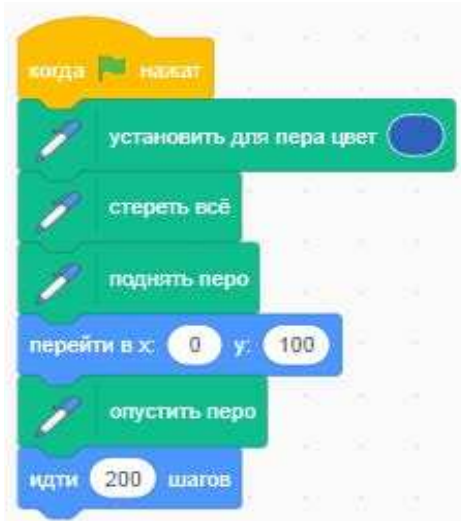 когда нажат
установить для пера цвет
стереть всё
поднять перо
перейти в x: 0 y: 100
опустить перо
идти 200 шагов